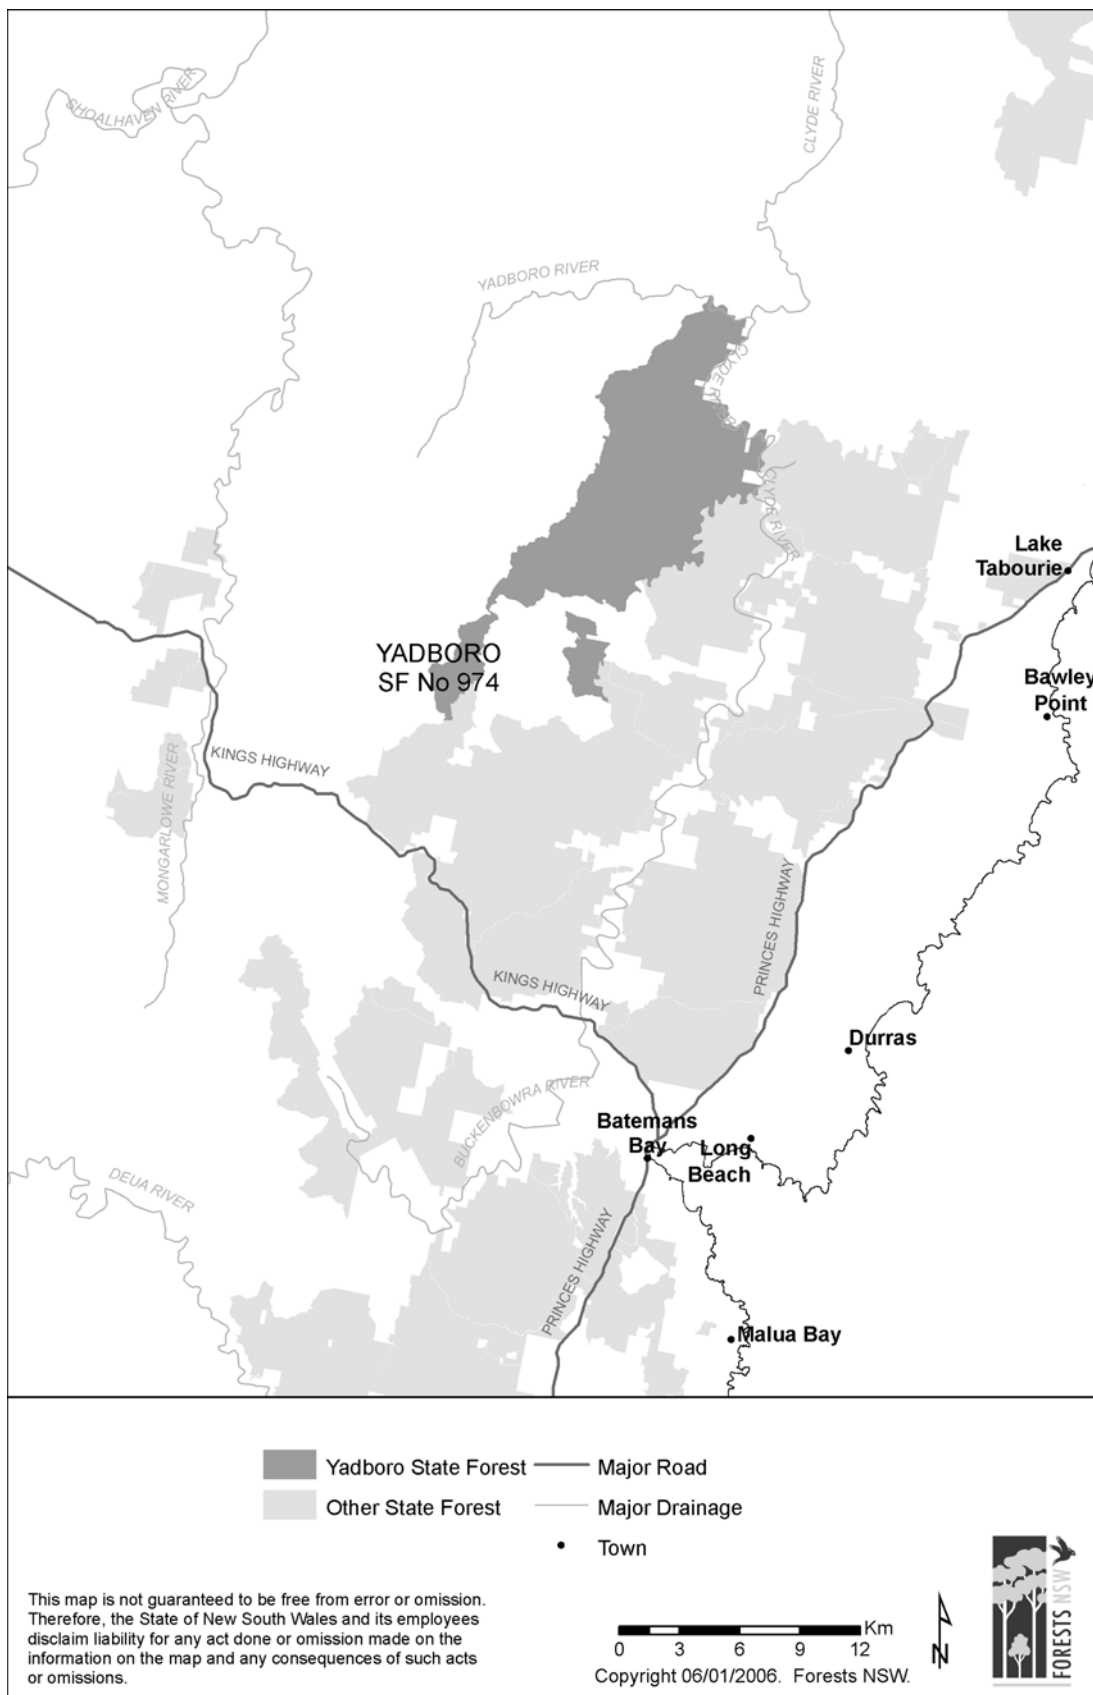 SHOALHAVEN RIVER
CLYDE RIVER
YADBORO RIVER
CLYDE RIVER
CLYDE RIVER
Lake
Tabourie
YADBORO
SF No 974
Bawley
Point
KINGS HIGHWAY
MONGARLOWE RIVER
PRINCES HIGHWAY
KINGS HIGHWAY
Durras
BUCKENBOWRA RIVER
Batemans
Bay
Long
Beach
DEUA RIVER
PRINCES HIGHWAY
Malua Bay
Yadboro State Forest
Major Road
Other State Forest
Major Drainage
Town
This map is not guaranteed to be free from error or omission.
Therefore, the State of New South Wales and its employees
disclaim liability for any act done or omission made on the
information on the map and any consequences of such acts
or omissions.
Km
0 3 6 9 12
Copyright 06/01/2006. Forests NSW.
N
FORESTS NSW